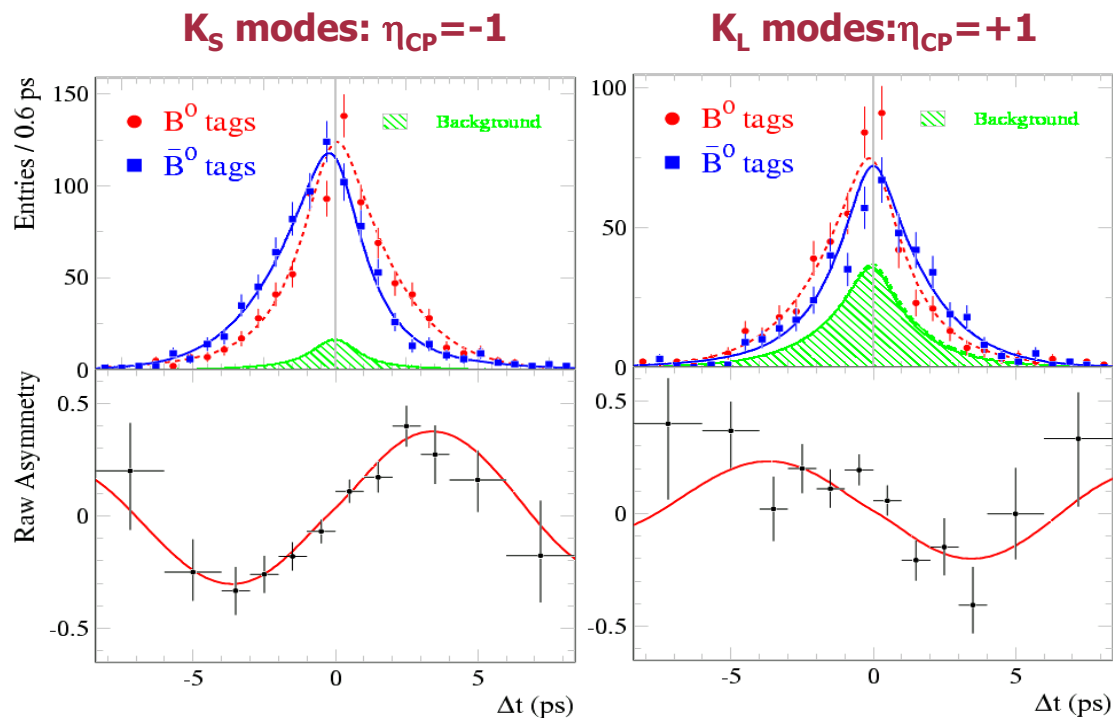 K_S modes: η_CP=-1
Entries / 0.6 ps
150
100
50
0
B⁰ tags
B̄⁰ tags
Background
Raw Asymmetry
0.5
0
-0.5
-5
0
5
Δt (ps)
K_L modes:η_CP=+1
100
50
0
B⁰ tags
B̄⁰ tags
Background
0.5
0
-0.5
-5
0
5
Δt (ps)